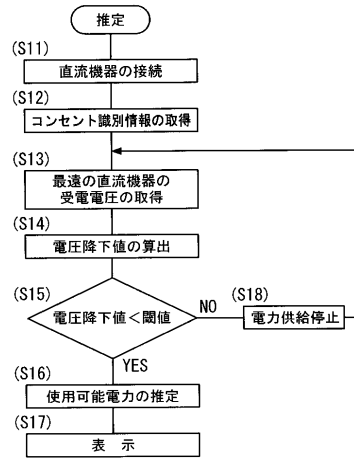 推定
(S11)
直流機器の接続
(S12)
コンセント識別情報の取得
(S13)
最遠の直流機器の
受電電圧の取得
(S14)
電圧降下値の算出
(S15)
電圧降下値<閾値
NO
(S18)
電力供給停止
YES
(S16)
使用可能電力の推定
(S17)
表 示